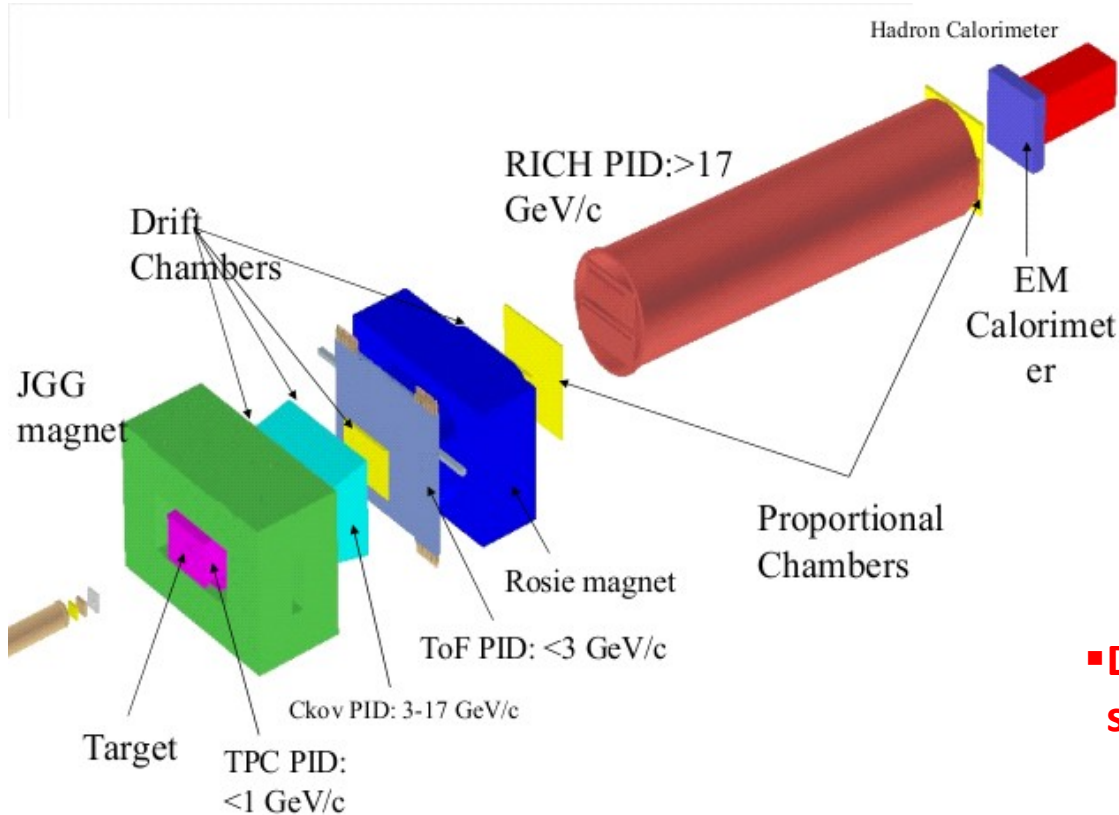 Hadron Calorimeter
RICH PID:>17
GeV/c
Drift
Chambers
EM
Calorimet
er
JGG
magnet
Proportional
Chambers
Rosie magnet
ToF PID: <3 GeV/c
Ckov PID: 3-17 GeV/c
Target
TPC PID:
<1 GeV/c